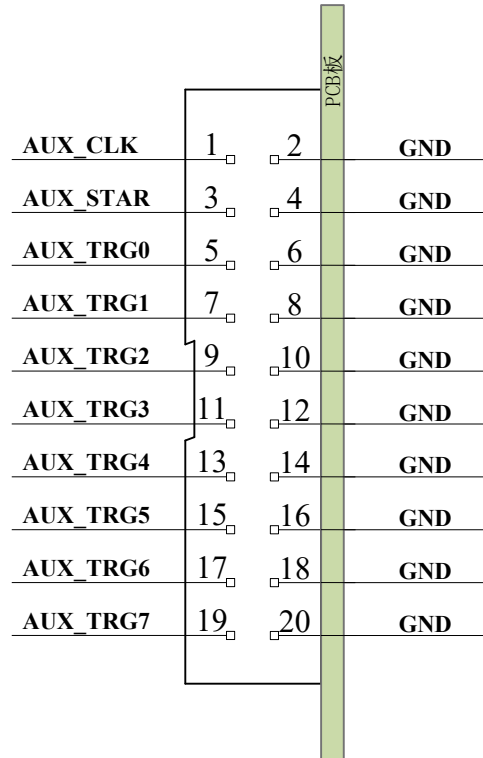 PCB板
AUX_CLK 1 2 GND
AUX_STAR 3 4 GND
AUX_TRG0 5 6 GND
AUX_TRG1 7 8 GND
AUX_TRG2 9 10 GND
AUX_TRG3 11 12 GND
AUX_TRG4 13 14 GND
AUX_TRG5 15 16 GND
AUX_TRG6 17 18 GND
AUX_TRG7 19 20 GND